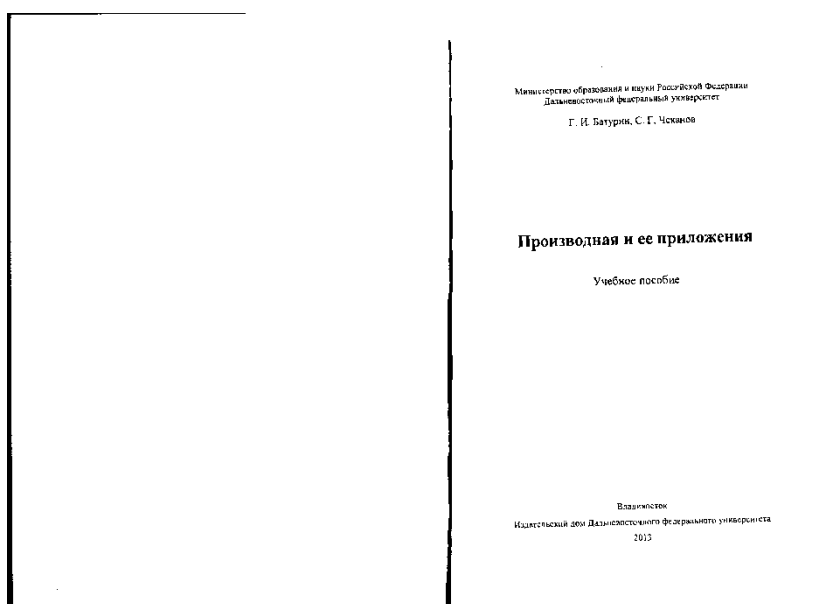 Министерство образования и науки Российской Федерации
Дальневосточный федеральный университет
Г. И. Батурин, С. Г. Чеканов
Производная и ее приложения
Учебное пособие
Владивосток
Издательский дом Дальневосточного федерального университета
2013